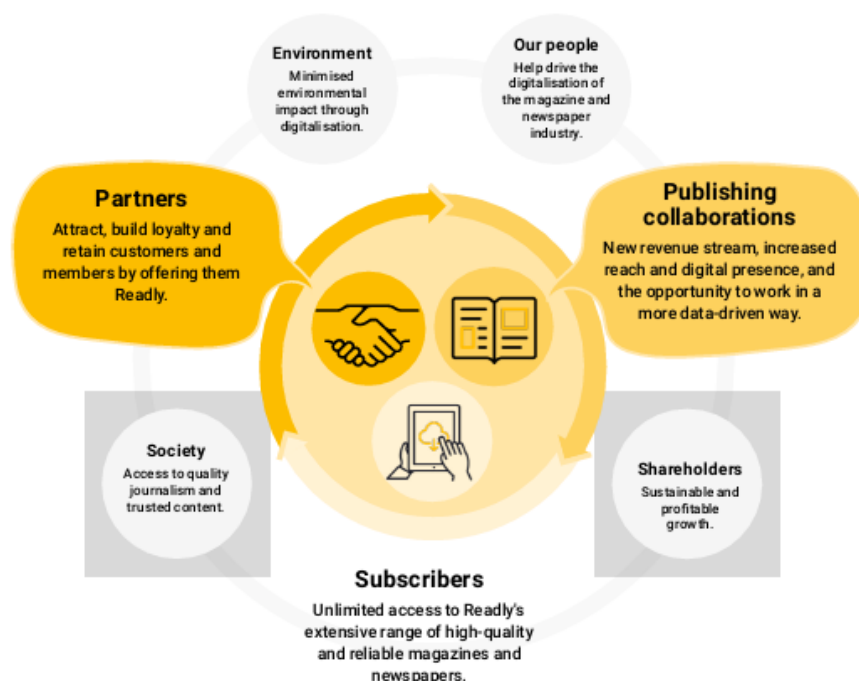 Environment
Minimised
environmental
impact through
digitalisation.
Our people
Help drive the
digitalisation of
the magazine and
newspaper
industry.
Partners
Attract, build loyalty and
retain customers and
members by offering them
Readly.
Publishing
collaborations
New revenue stream, increased
reach and digital presence, and
the opportunity to work in a
more data-driven way.
Society
Access to quality
journalism and
trusted content.
Shareholders
Sustainable and
profitable
growth.
Subscribers
Unlimited access to Readly's
extensive range of high-quality
and reliable magazines and
newspapers.